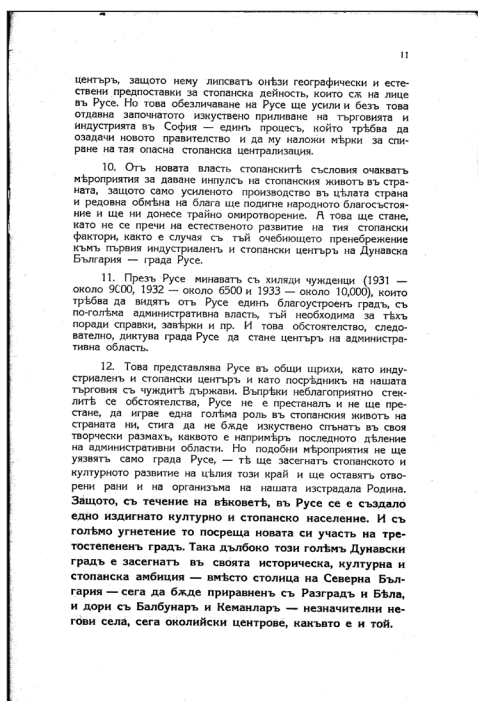 11
центъръ, защото нему липсватъ онѣзи географически и есте-
ствени предпоставки за стопанска дейность, които сѫ на лице
въ Русе. Но това обезличаване на Русе ще усили и безъ това
отдавна започнатото изкуствено приливане на търговията и
индустрията въ София — единъ процесъ, който трѣбва да
озадачи новото правителство и да му наложи мѣрки за спи-
ране на тая опасна стопанска централизация.
10. Отъ новата власть стопанскитѣ съсловия очакватъ
мѣроприятия за даване инпулсъ на стопанския животъ въ стра-
ната, защото само усиленото производство въ цѣлата страна
и редовна обмѣна на блага ще подигне народното благосъстоя-
ние и ще ни донесе трайно омиротворение. А това ще стане,
като не се пречи на естественото развитие на тия стопански
фактори, както е случая съ тъй очебиющето пренебрежение
къмъ първия индустриаленъ и стопански центъръ на Дунавска
България — града Русе.
11. Презъ Русе минаватъ съ хиляди чужденци (1931 —
около 9000, 1932 — около 6500 и 1933 — около 10,000), които
трѣбва да видятъ отъ Русе единъ благоустроенъ градъ, съ
по-голѣма административна власть, тъй необходима за тѣхъ
поради справки, завѣрки и пр. И това обстоятелство, следо-
вателно, диктува града Русе да стане центъръ на администра-
тивна область.
12. Това представлява Русе въ общи щрихи, като инду-
стриаленъ и стопански центъръ и като посрѣдникъ на нашата
търговия съ чуждитѣ държави. Въпрѣки неблагоприятно стек-
литѣ се обстоятелства, Русе не е престаналъ и не ще пре-
стане, да играе една голѣма роль въ стопанския животъ на
страната ни, стига да не бѫде изкуствено спънатъ въ своя
творчески размахъ, каквото е напримѣръ последното дѣление
на административни области. Но подобни мѣроприятия не ще
уязвятъ само града Русе, — тѣ ще засегнатъ стопанското и
културното развитие на цѣлия този край и ще оставятъ отво-
рени рани и на организма на нашата изстрадала Родина.
Защото, съ течение на вѣковетѣ, въ Русе се е създало
едно издигнато културно и стопанско население. И съ
голѣмо угнетение то посреща новата си участь на тре-
тостепененъ градъ. Така дълбоко този голѣмъ Дунавски
градъ е засегнатъ въ своята историческа, културна и
стопанска амбиция — вмѣсто столица на Северна Бъл-
гария — сега да бѫде приравненъ съ Разградъ и Бѣла,
и дори съ Балбунаръ и Кеманларъ — незначителни не-
гови села, сега околийски центрове, какъвто е и той.